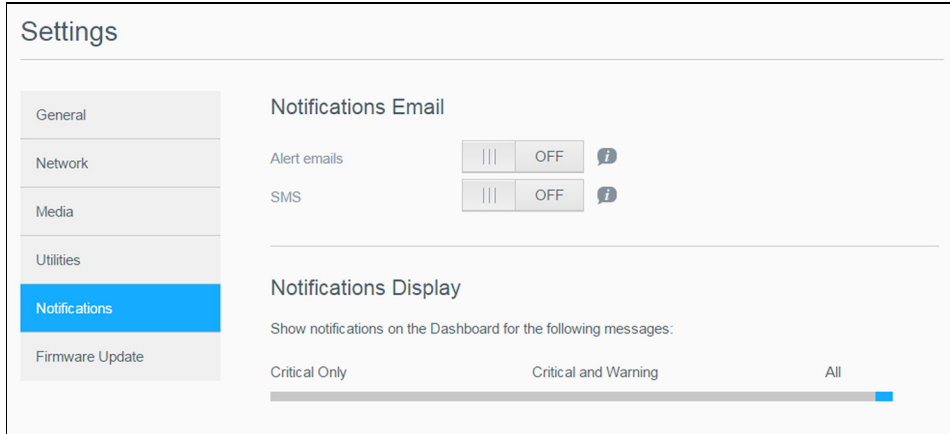 Settings
General
Network
Media
Utilities
Notifications
Firmware Update
Notifications Email
Alert emails OFF i
SMS OFF i
Notifications Display
Show notifications on the Dashboard for the following messages:
Critical Only Critical and Warning All